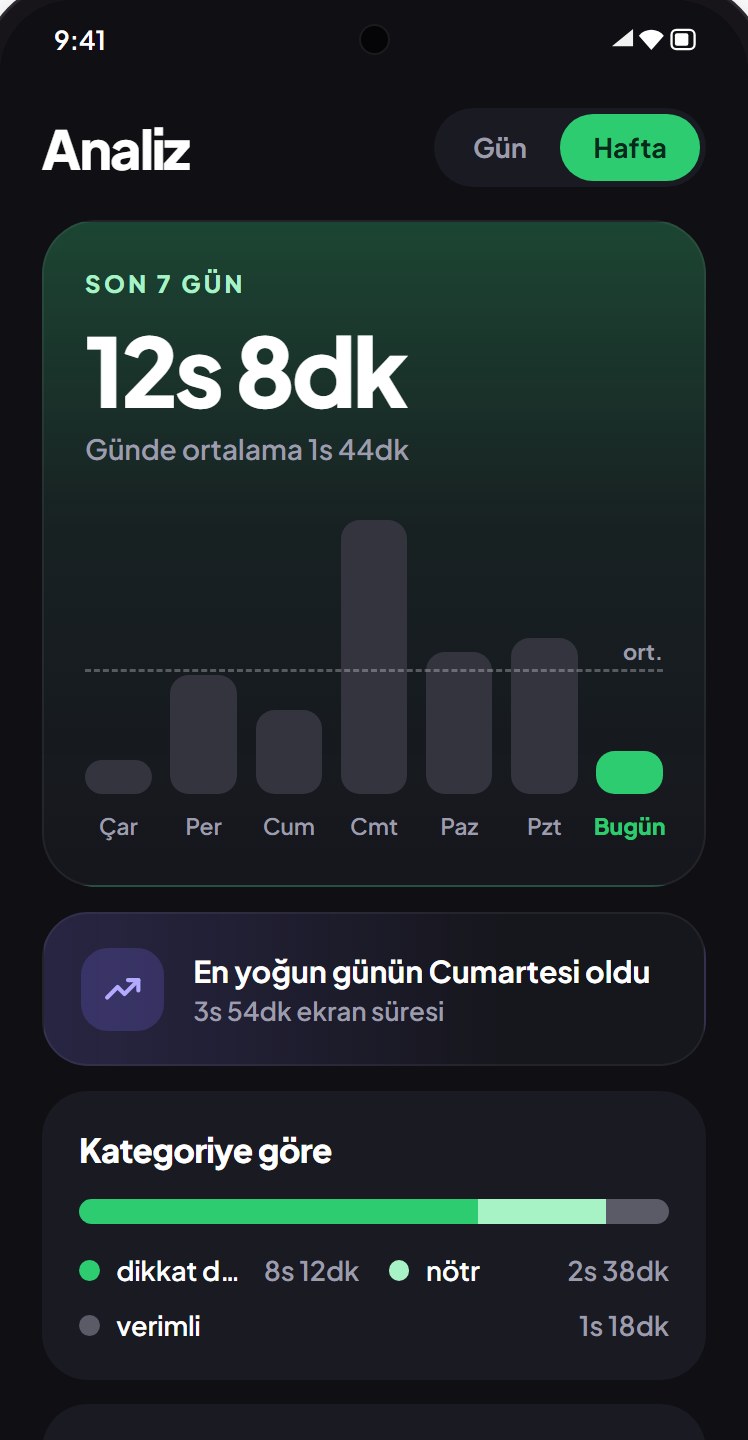 9:41
Analiz
Gün Hafta
SON 7 GÜN
12s 8dk
Günde ortalama 1s 44dk
ort.
Çar Per Cum Cmt Paz Pzt Bugün
En yoğun günün Cumartesi oldu
3s 54dk ekran süresi
Kategoriye göre
dikkat d... 8s 12dk nötr 2s 38dk
verimli 1s 18dk